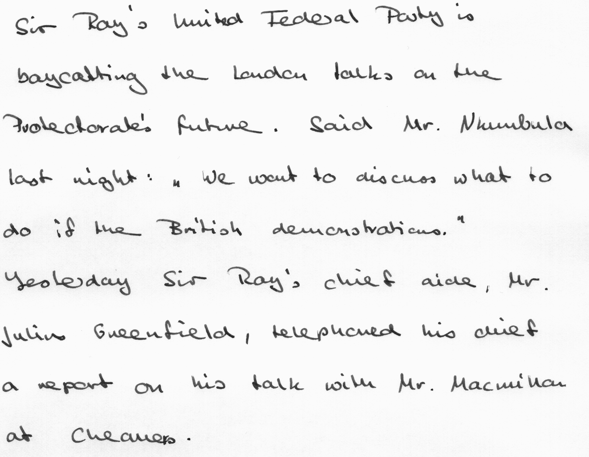 Sir Roy's United Federal Party is
boycotting the London talks on the
Protectorate's future. Said Mr. Nkumbula
last night: "We want to discuss what to
do if the British demonstrations."
Yesterday Sir Roy's chief aide, Mr.
Julius Greenfield, telephoned his chief
a report on his talk with Mr. Macmillan
at Chequers.